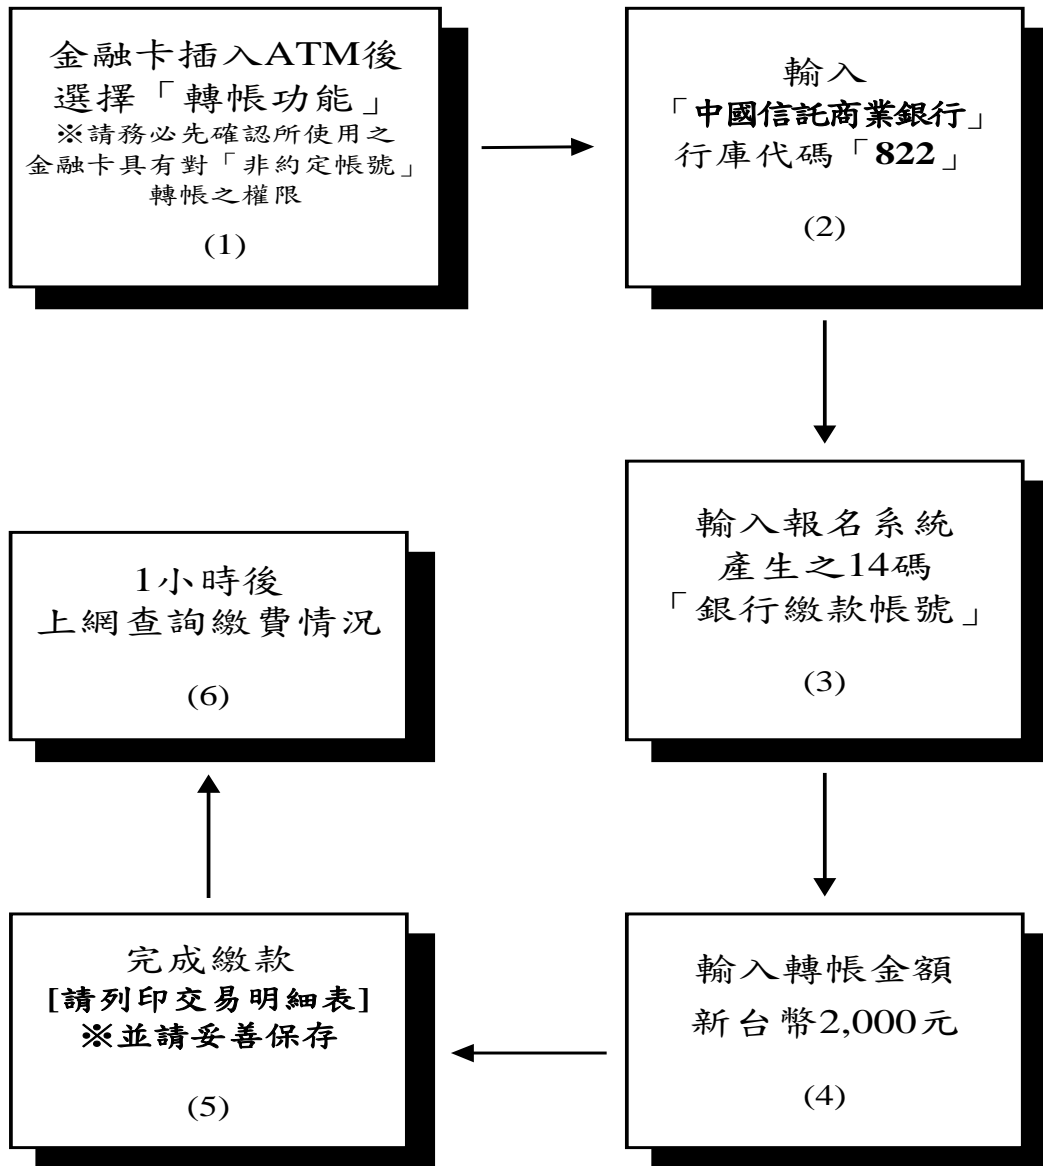 金融卡插入ATM後
選擇「轉帳功能」
※請務必先確認所使用之
金融卡具有對「非約定帳號」
轉帳之權限
(1)
輸入
「中國信託商業銀行」
行庫代碼「822」
(2)
輸入報名系統
產生之14碼
「銀行繳款帳號」
(3)
輸入轉帳金額
新台幣2,000元
(4)
完成繳款
[請列印交易明細表]
※並請妥善保存
(5)
1小時後
上網查詢繳費情況
(6)